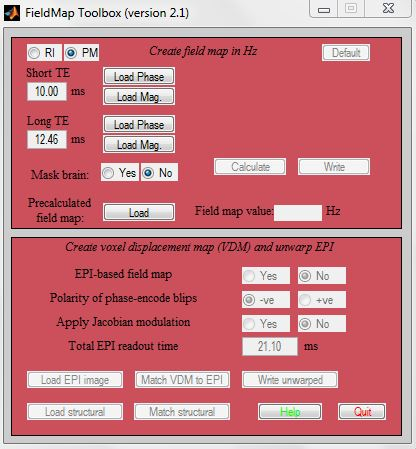 FieldMap Toolbox (version 2.1)
RI PM Create field map in Hz Default
Short TE
10.00 ms Load Phase
Load Mag.
Long TE
12.46 ms Load Phase
Load Mag.
Mask brain: Yes No Calculate Write
Precalculated
field map: Load Field map value: Hz
Create voxel displacement map (VDM) and unwarp EPI
EPI-based field map Yes No
Polarity of phase-encode blips -ve +ve
Apply Jacobian modulation Yes No
Total EPI readout time 21.10 ms
Load EPI image Match VDM to EPI Write unwarped
Load structural Match structural Help Quit